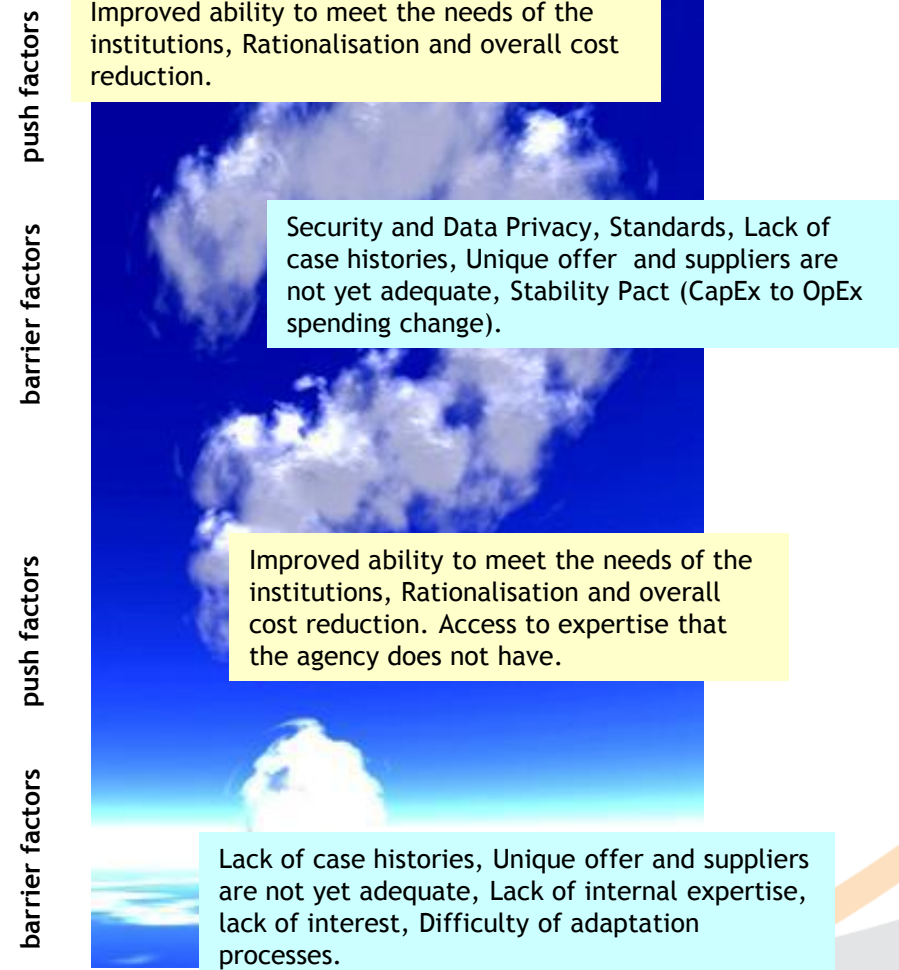 push factors
Improved ability to meet the needs of the
institutions, Rationalisation and overall cost
reduction.
barrier factors
Security and Data Privacy, Standards, Lack of
case histories, Unique offer  and suppliers are
not yet adequate, Stability Pact (CapEx to OpEx
spending change).
push factors
Improved ability to meet the needs of the
institutions, Rationalisation and overall
cost reduction. Access to expertise that
the agency does not have.
barrier factors
Lack of case histories, Unique offer and suppliers
are not yet adequate, Lack of internal expertise,
lack of interest, Difficulty of adaptation
processes.